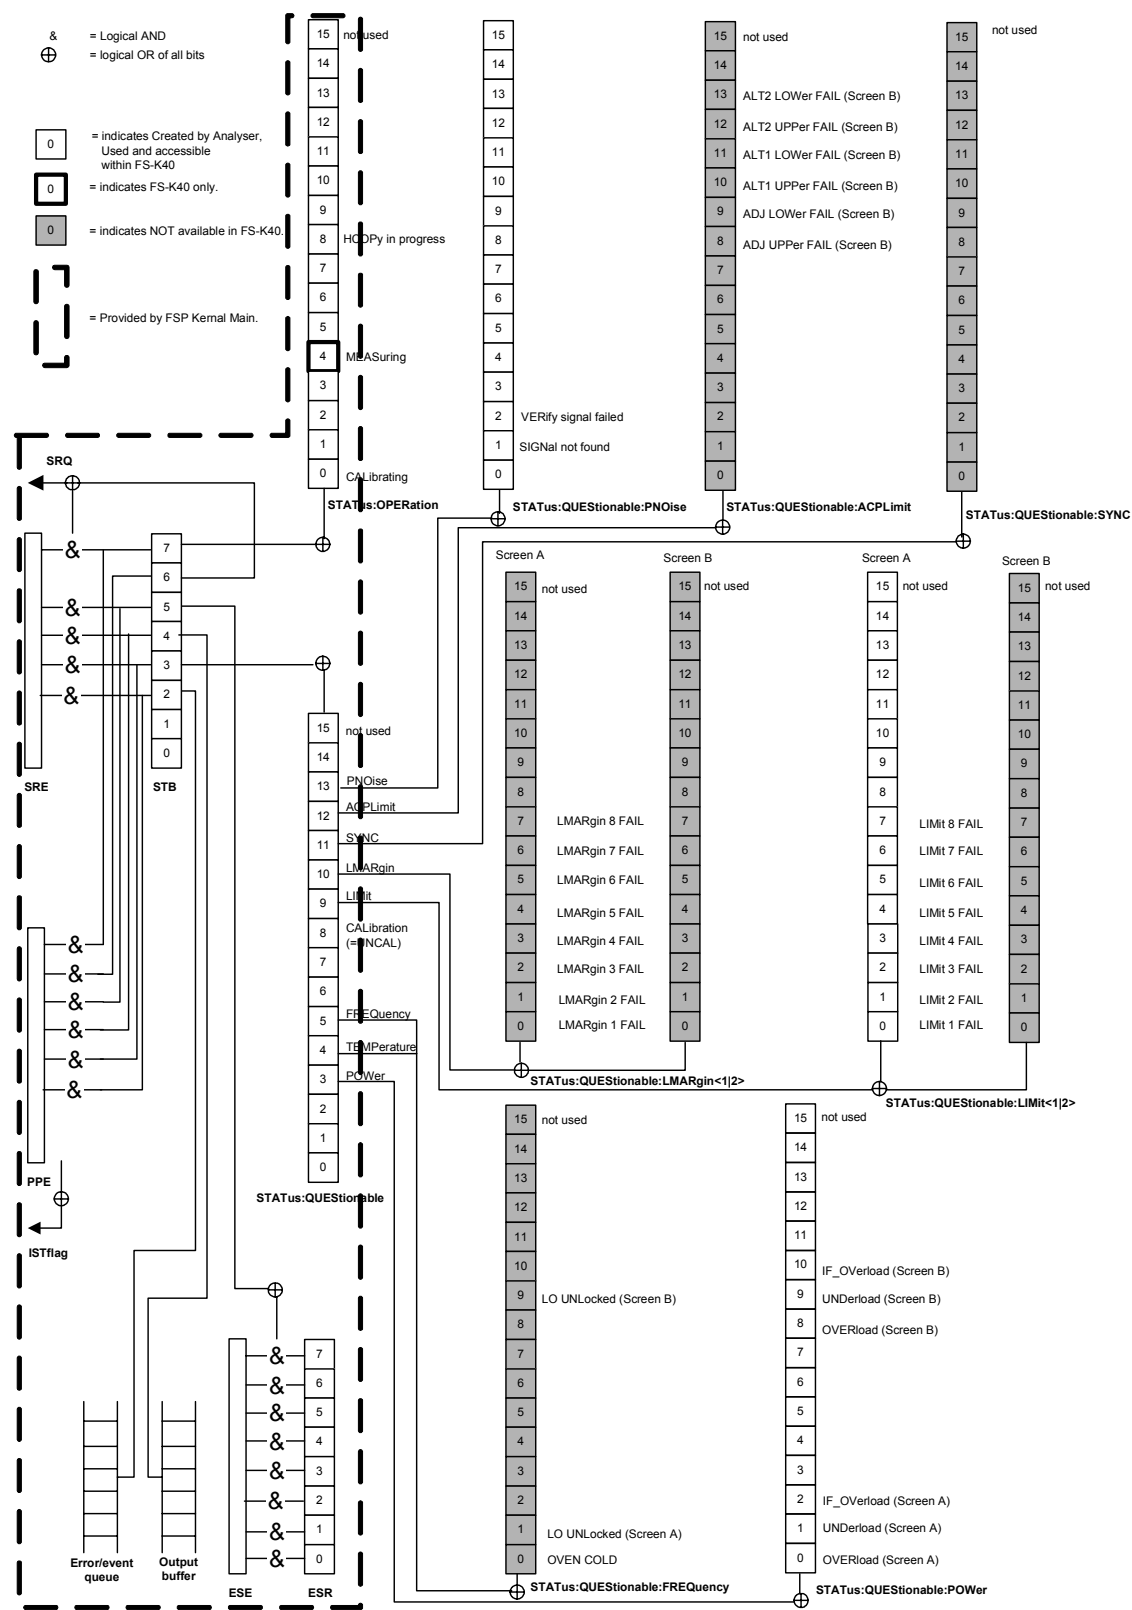 & = Logical AND
⊕ = logical OR of all bits
0 = indicates Created by Analyser,
Used and accessible
within FS-K40
0 = indicates FS-K40 only.
0 = indicates NOT available in FS-K40.
= Provided by FSP Kernal Main.
15 not used
14
13
12
11
10
9
8 HCOPy in progress
7
6
5
4 MEASuring
3
2
1
0 CALibrating
STATus:OPERation
15
14
13
12
11
10
9
8
7
6
5
4
3
2 VERify signal failed
1 SIGNal not found
0
STATus:QUEStionable:PNOise
15 not used
14
13 ALT2 LOWer FAIL (Screen B)
12 ALT2 UPPer FAIL (Screen B)
11 ALT1 LOWer FAIL (Screen B)
10 ALT1 UPPer FAIL (Screen B)
9 ADJ LOWer FAIL (Screen B)
8 ADJ UPPer FAIL (Screen B)
7
6
5
4
3
2
1
0
STATus:QUEStionable:ACPLimit
15 not used
14
13
12
11
10
9
8
7
6
5
4
3
2
1
0
STATus:QUEStionable:SYNC
SRQ
&
&
&
&
&
SRE
7
6
5
4
3
2
1
0
STB
&
&
&
&
&
&
PPE
ISTflag
15 not used
14
13 PNOise
12 ACPLimit
11 SYNC
10 LMARgin
9 LIMit
8 CALibration
(=UNCAL)
7
6
5 FREQuency
4 TEMPerature
3 POWer
2
1
0
STATus:QUEStionable
Screen A
15 not used
14
13
12
11
10
9
8
7 LMARgin 8 FAIL
6 LMARgin 7 FAIL
5 LMARgin 6 FAIL
4 LMARgin 5 FAIL
3 LMARgin 4 FAIL
2 LMARgin 3 FAIL
1 LMARgin 2 FAIL
0 LMARgin 1 FAIL
Screen B
15 not used
14
13
12
11
10
9
8
7
6
5
4
3
2
1
0
STATus:QUEStionable:LMARgin<1|2>
Screen A
15 not used
14
13
12
11
10
9
8
7 LIMit 8 FAIL
6 LIMit 7 FAIL
5 LIMit 6 FAIL
4 LIMit 5 FAIL
3 LIMit 4 FAIL
2 LIMit 3 FAIL
1 LIMit 2 FAIL
0 LIMit 1 FAIL
Screen B
15 not used
14
13
12
11
10
9
8
7
6
5
4
3
2
1
0
STATus:QUEStionable:LIMit<1|2>
Error/event
queue
Output
buffer
&
&
&
&
&
&
&
&
ESE
7
6
5
4
3
2
1
0
ESR
15 not used
14
13
12
11
10
9 LO UNLocked (Screen B)
8
7
6
5
4
3
2
1 LO UNLocked (Screen A)
0 OVEN COLD
STATus:QUEStionable:FREQuency
15 not used
14
13
12
11
10 IF_OVerload (Screen B)
9 UNDerload (Screen B)
8 OVERload (Screen B)
7
6
5
4
3
2 IF_OVerload (Screen A)
1 UNDerload (Screen A)
0 OVERload (Screen A)
STATus:QUEStionable:POWer